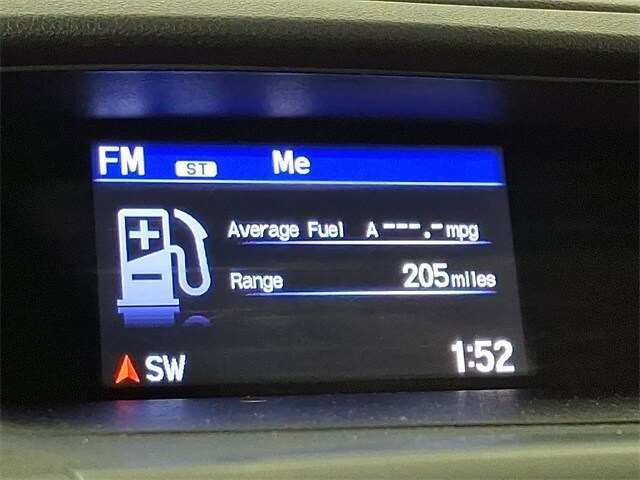 FM ST Me
Average Fuel A ---.- mpg
Range 205 miles
SW 1:52